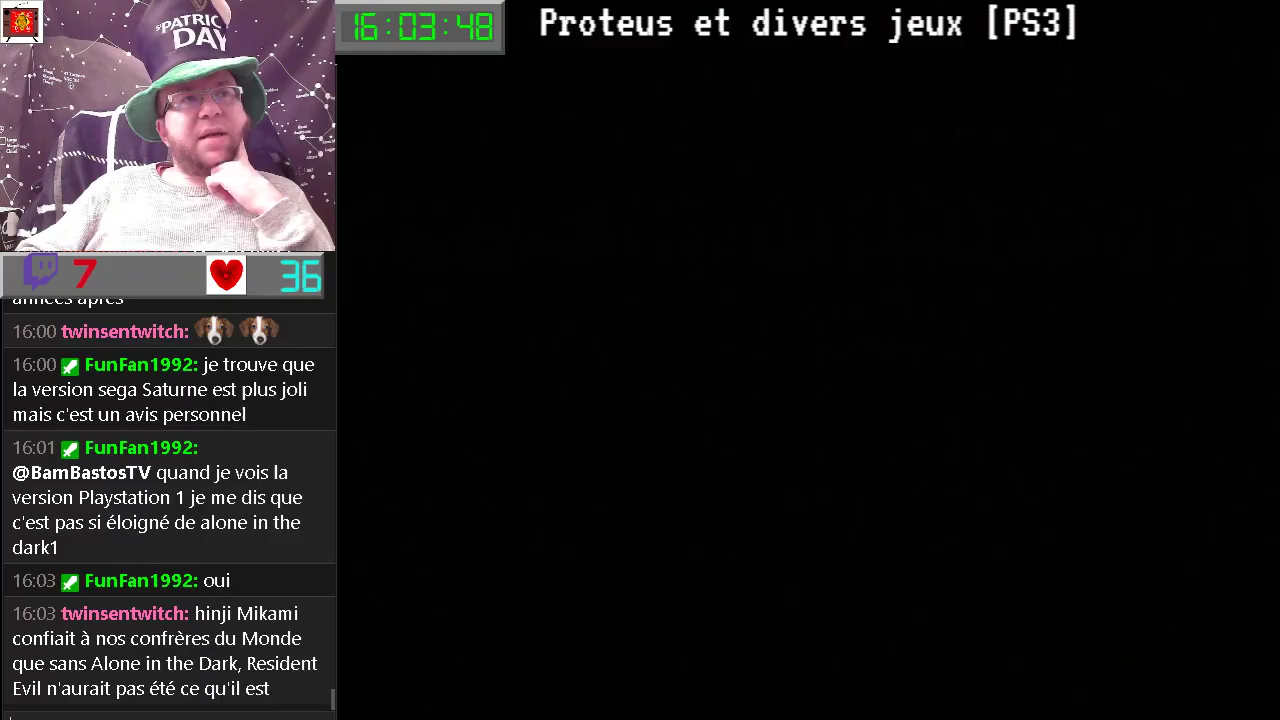 ST PATRICK
DAY
16:03:48
Proteus et divers jeux [PS3]
7
36
années après
16:00 twinsentwitch:
16:00 FunFan1992: je trouve que
la version sega Saturne est plus joli
mais c'est un avis personnel
16:01 FunFan1992:
@BamBastosTV quand je vois la
version Playstation 1 je me dis que
c'est pas si éloigné de alone in the
dark1
16:03 FunFan1992: oui
16:03 twinsentwitch: hinji Mikami
confiait à nos confrères du Monde
que sans Alone in the Dark, Resident
Evil n'aurait pas été ce qu'il est